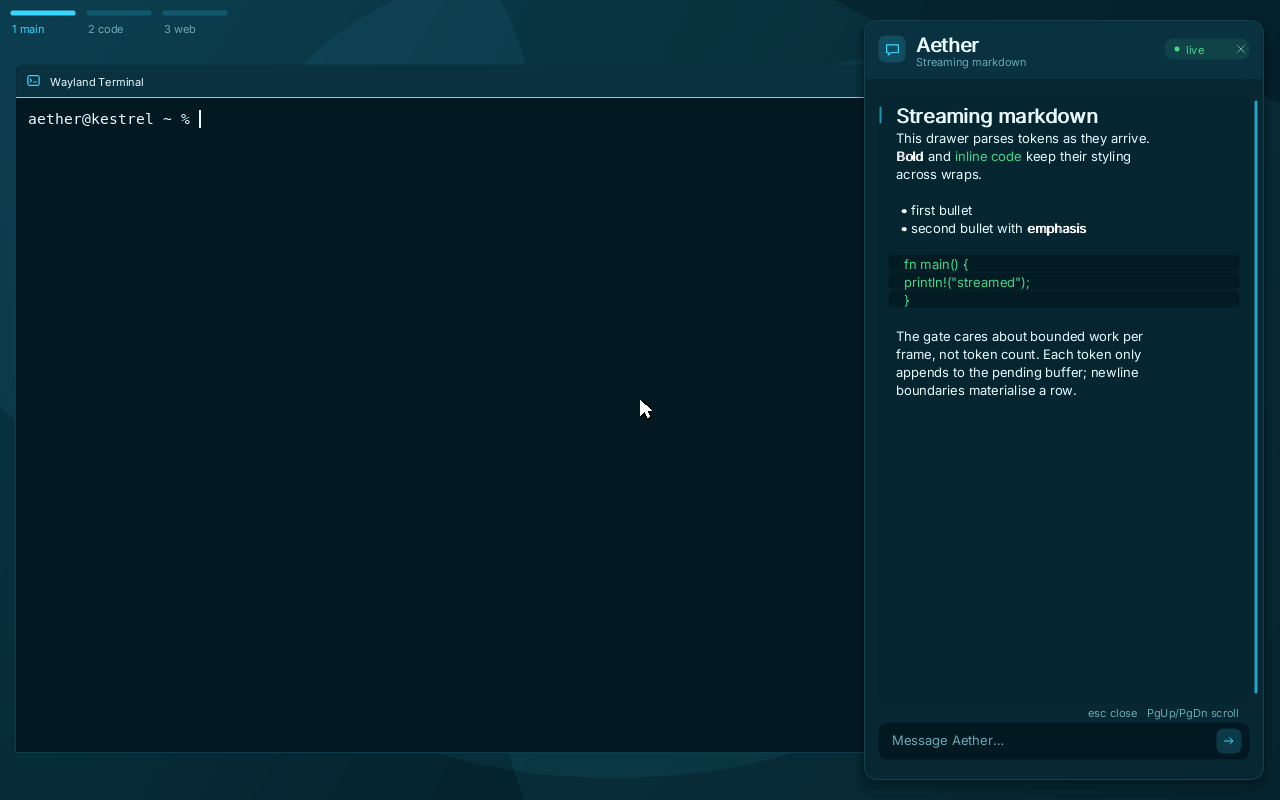 1 main
2 code
3 web
Wayland Terminal
aether@kestrel ~ %
Aether
Streaming markdown
live
Streaming markdown
This drawer parses tokens as they arrive.
Bold and inline code keep their styling
across wraps.
• first bullet
• second bullet with emphasis
fn main() {
println!("streamed");
}
The gate cares about bounded work per
frame, not token count. Each token only
appends to the pending buffer; newline
boundaries materialise a row.
esc close PgUp/PgDn scroll
Message Aether...